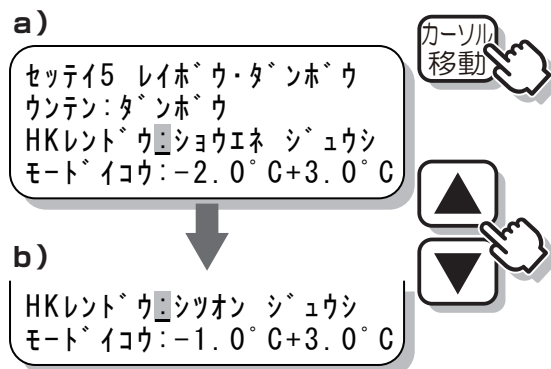 a)
カーソル
移動
ｾｯﾃｲ5 ﾚｲﾎﾞｳ･ﾀﾞﾝﾎﾞｳ
ｳﾝﾃﾝ:ﾀﾞﾝﾎﾞｳ
HKﾚﾝﾄﾞｳ:ｼｮｳｴﾈ ｼﾞｭｳｼ
ﾓｰﾄﾞｲｺｳ:-2.0°C+3.0°C
▲
▼
b)
HKﾚﾝﾄﾞｳ:ｼﾂｵﾝ ｼﾞｭｳｼ
ﾓｰﾄﾞｲｺｳ:-1.0°C+3.0°C